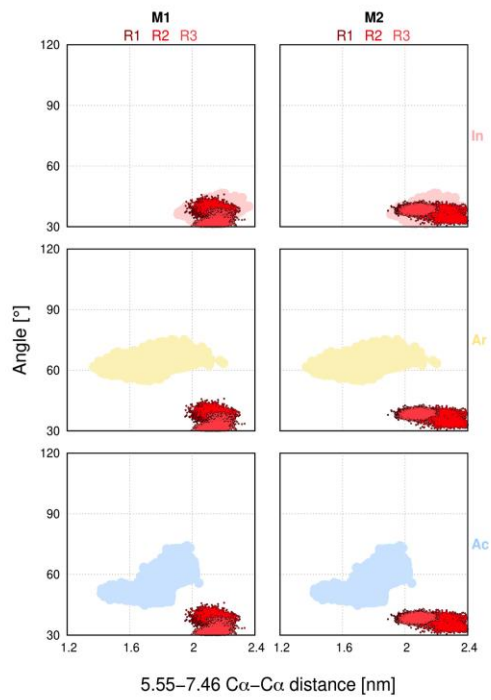 M1 M2
R1 R2 R3 R1 R2 R3
120
90
60
30
In
120
90
60
30
Ar
Angle [°]
120
90
60
30
Ac
1.2 1.6 2 2.4 1.2 1.6 2 2.4
5.55−7.46 Cα−Cα distance [nm]